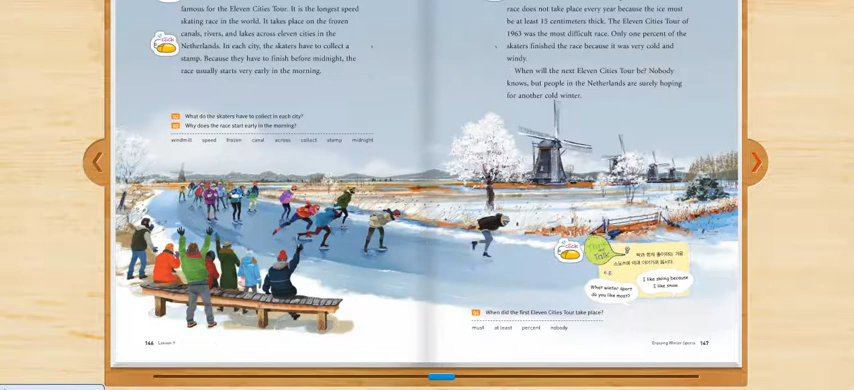 famous for the Eleven Cities Tour. It is the longest speed
skating race in the world. It takes place on the frozen
canals, rivers, and lakes across eleven cities in the
Netherlands. In each city, the skaters have to collect a
stamp. Because they have to finish before midnight, the
race usually starts very early in the morning.
What do the skaters have to collect in each city?
Why does the race start early in the morning?
windmill speed frozen canal across collect stamp midnight
146 Lesson 9
race does not take place every year because the ice must
be at least 15 centimeters thick. The Eleven Cities Tour of
1963 was the most difficult race. Only one percent of the
skaters finished the race because it was very cold and
windy.
When will the next Eleven Cities Tour be? Nobody
knows, but people in the Netherlands are surely hoping
for another cold winter.
click
click
Talk
What winter sport
do you like most?
I like skiing because
I like snow
When did the first Eleven Cities Tour take place?
must at least percent nobody
Enjoying Winter Sports 147